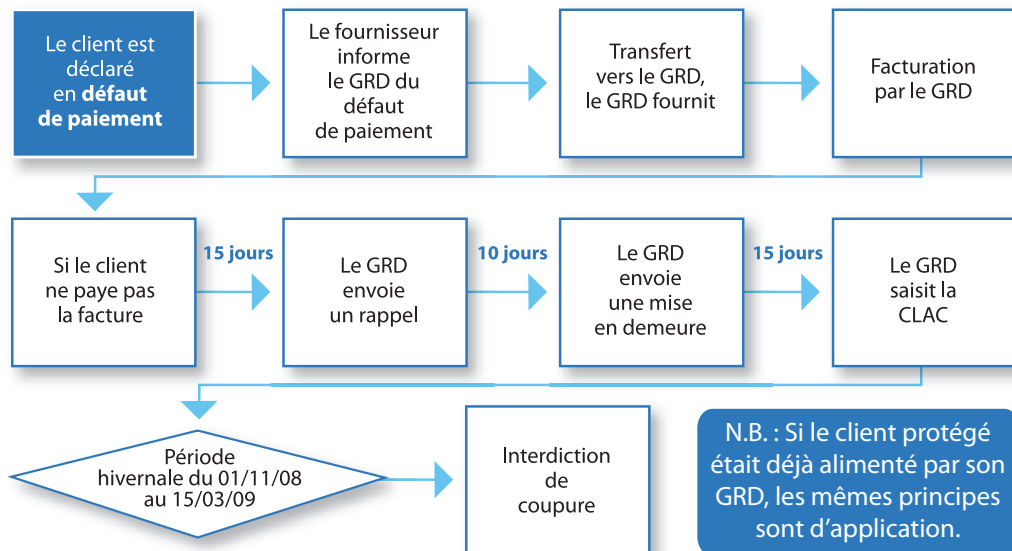 Le client est
déclaré
en défaut
de paiement
Le fournisseur
informe
le GRD du
défaut
de paiement
Transfert
vers le GRD,
le GRD fournit
Facturation
par le GRD
Si le client
ne paye pas
la facture
15 jours
Le GRD
envoie
un rappel
10 jours
Le GRD
envoie
une mise
en demeure
15 jours
Le GRD
saisit la
CLAC
Période
hivernale du 01/11/08
au 15/03/09
Interdiction
de
coupure
N.B. : Si le client protégé
était déjà alimenté par son
GRD, les mêmes principes
sont d’application.